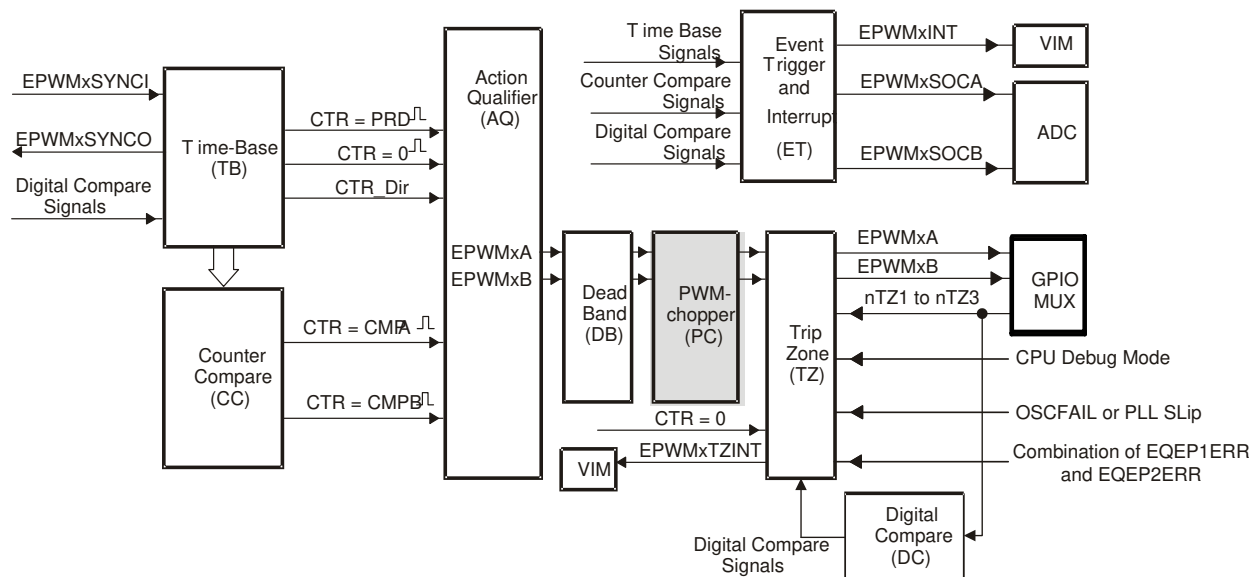 EPWMxSYNCI
EPWMxSYNCO
Digital Compare
Signals
T ime-Base
(TB)
CTR = PRD
CTR = 0
CTR_Dir
Counter
Compare
(CC)
CTR = CMPA
CTR = CMPB
Action
Qualifier
(AQ)
EPWMxA
EPWMxB
Dead
Band
(DB)
PWM-
chopper
(PC)
CTR = 0
EPWMxTZINT
VIM
T ime Base
Signals
Counter Compare
Signals
Digital Compare
Signals
Event
T rigger
and
Interrupt
(ET)
EPWMxINT
EPWMxSOCA
EPWMxSOCB
VIM
ADC
Trip
Zone
(TZ)
EPWMxA
EPWMxB
nTZ1 to nTZ3
GPIO
MUX
CPU Debug Mode
OSCFAIL or PLL SLip
Combination of EQEP1ERR
and EQEP2ERR
Digital
Compare
(DC)
Digital Compare
Signals